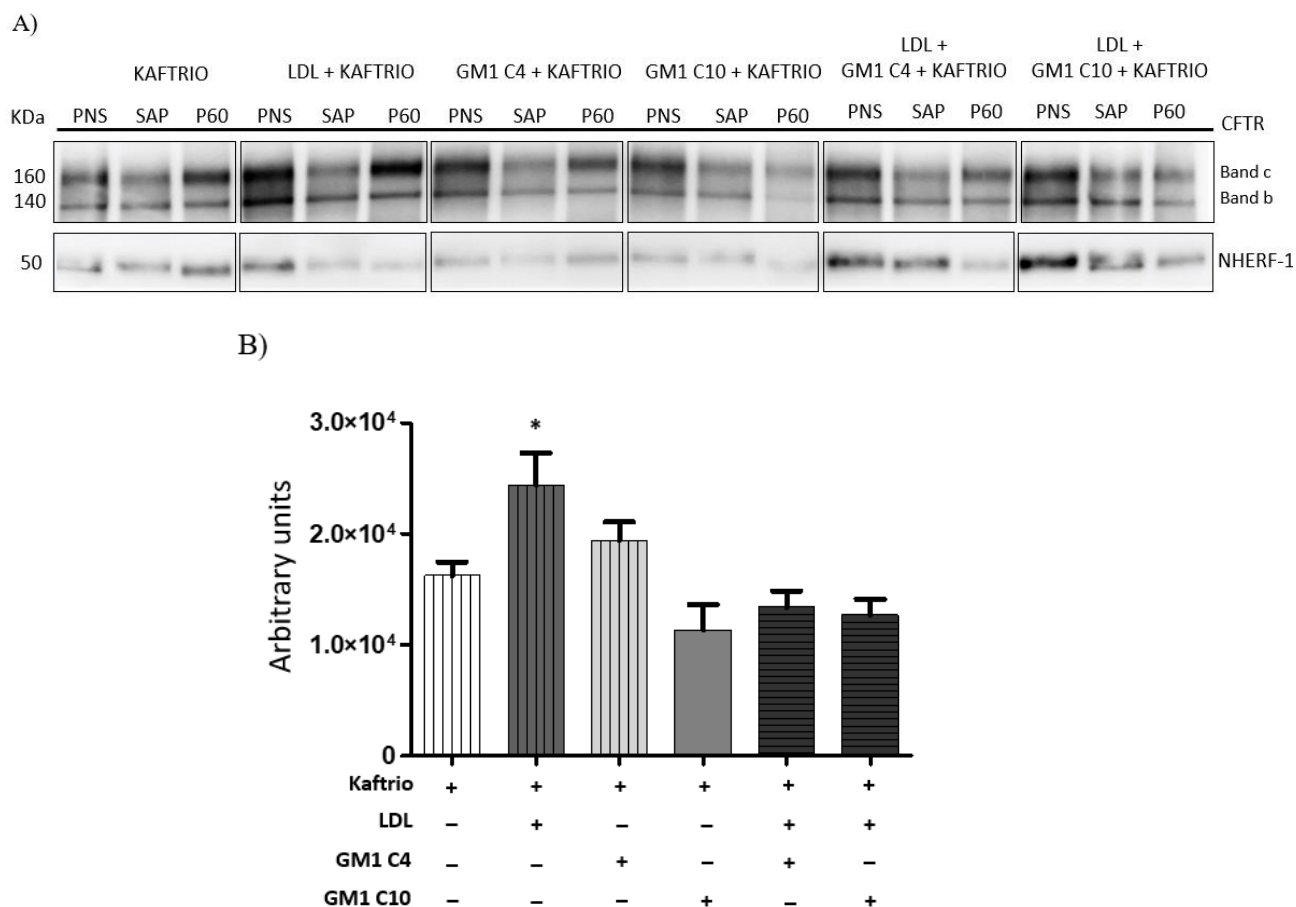 A)
KAFTRIO LDL + KAFTRIO GM1 C4 + KAFTRIO GM1 C10 + KAFTRIO LDL + GM1 C4 + KAFTRIO LDL + GM1 C10 + KAFTRIO
KDa PNS SAP P60 PNS SAP P60 PNS SAP P60 PNS SAP P60 PNS SAP P60 PNS SAP P60 CFTR
160 Band c
140 Band b
50 NHERF-1
B)
Arbitrary units
3.0×10⁴
*
2.0×10⁴
1.0×10⁴
0
Kaftrio + + + + + +
LDL – + – – + +
GM1 C4 – – + – + –
GM1 C10 – – – + – +